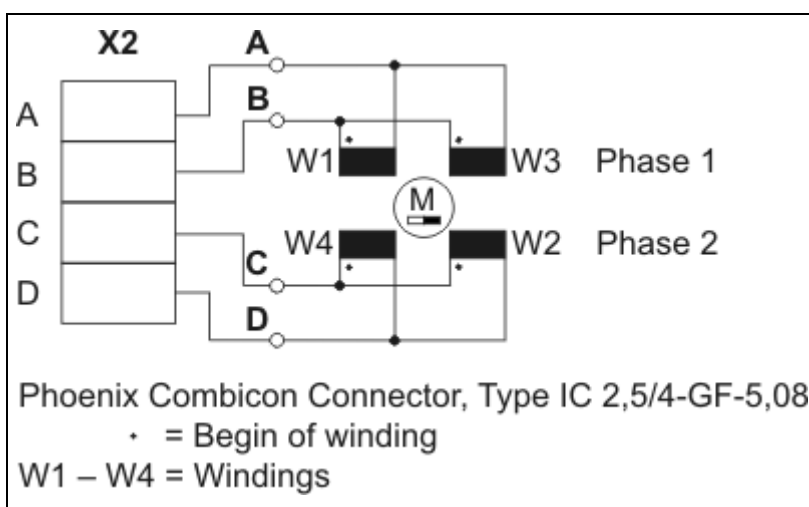 X2
A
A
B
B
W1
W3
Phase 1
M
C
W4
W2
Phase 2
C
D
D
Phoenix Combicon Connector, Type IC 2,5/4-GF-5,08
· = Begin of winding
W1 – W4 = Windings